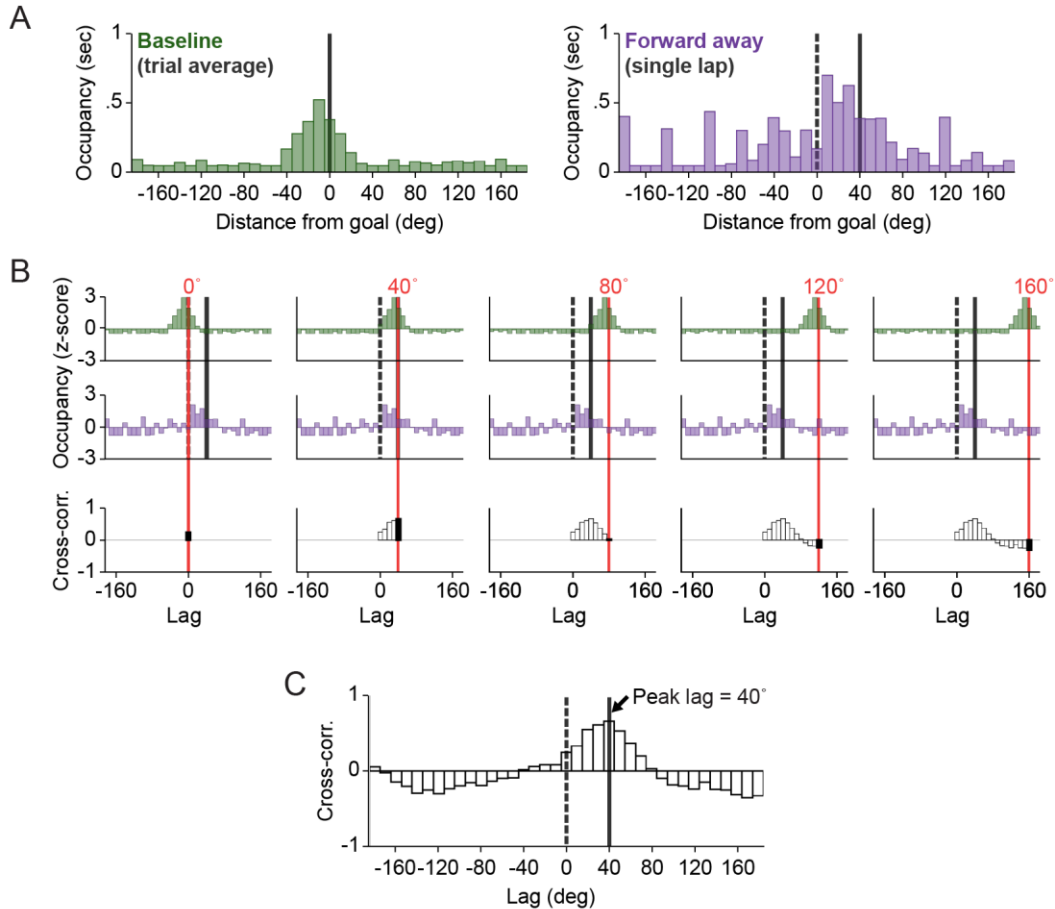 A
Occupancy (sec)
1
.5
0
Baseline
(trial average)
-160 -120 -80 -40 0 40 80 120 160
Distance from goal (deg)
Occupancy (sec)
1
.5
0
Forward away
(single lap)
-160 -120 -80 -40 0 40 80 120 160
Distance from goal (deg)
B
Occupancy (z-score)
3
0
-3
0°
40°
80°
120°
160°
Occupancy (z-score)
3
0
-3
Cross-corr.
1
0
-1
-160 0 160
Lag
-160 0 160
Lag
-160 0 160
Lag
-160 0 160
Lag
-160 0 160
Lag
C
Cross-corr.
1
0
-1
Peak lag = 40°
-160 -120 -80 -40 0 40 80 120 160
Lag (deg)